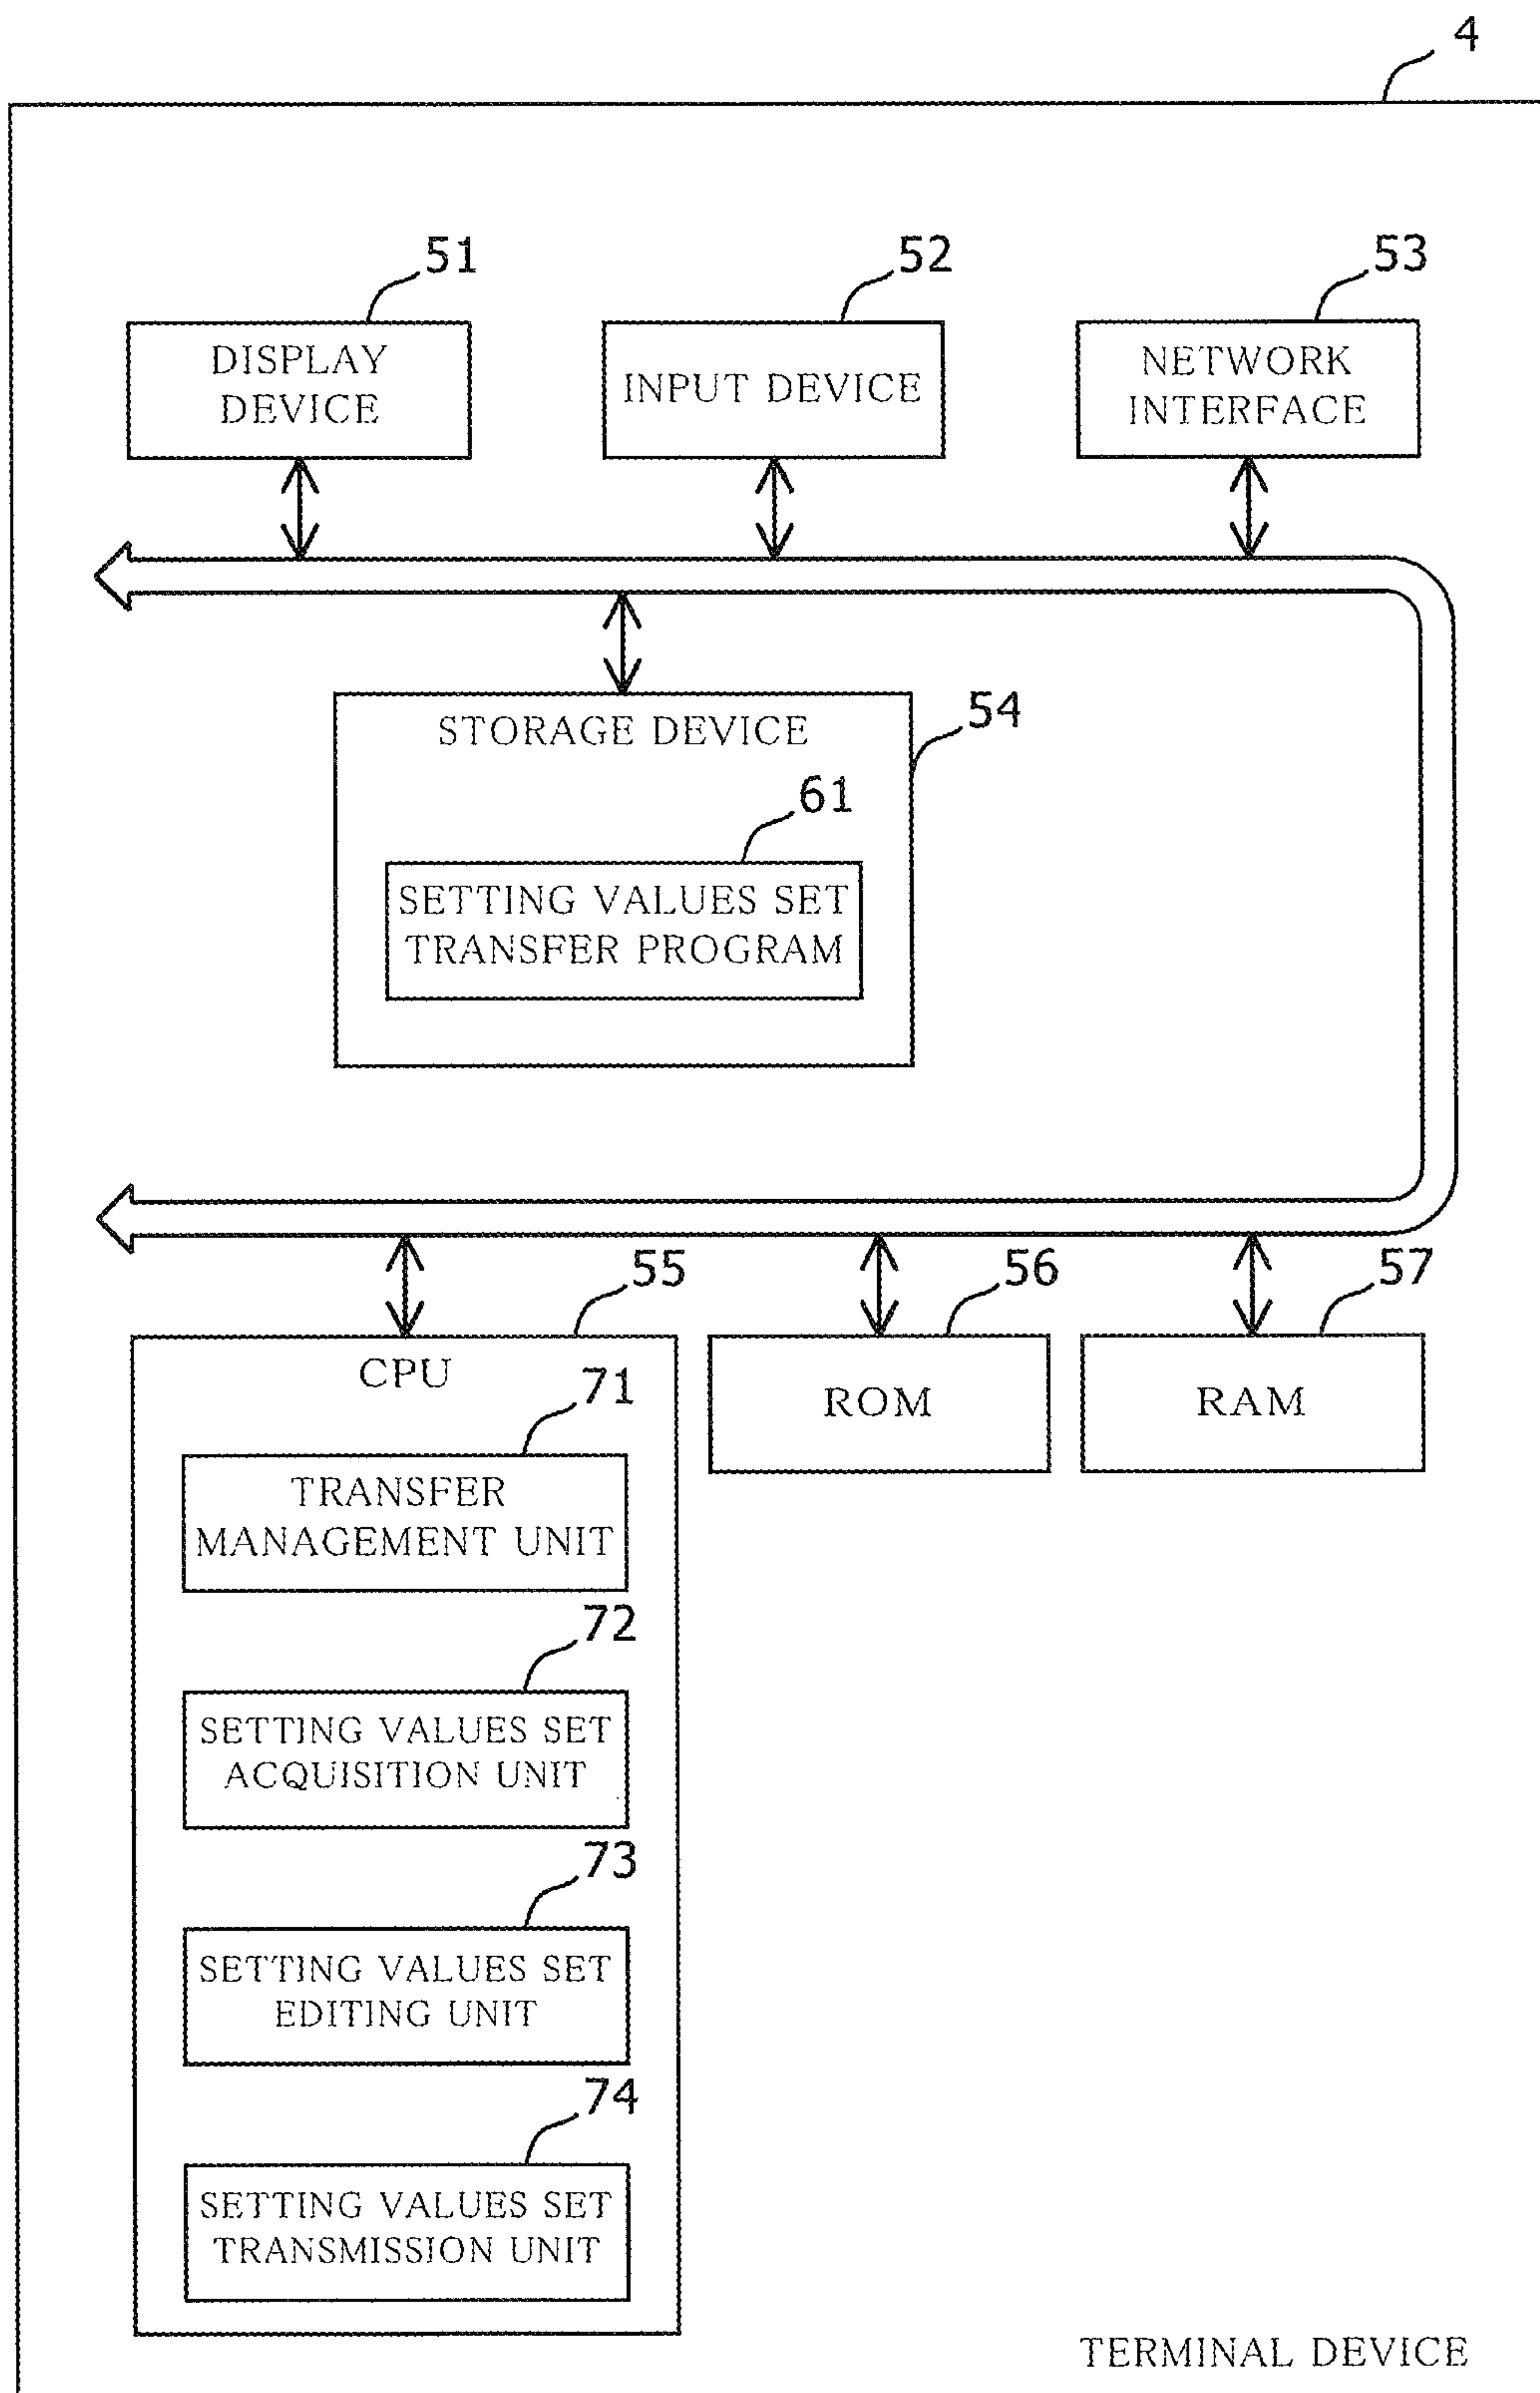 4
51
52
53
DISPLAY
DEVICE
INPUT DEVICE
NETWORK
INTERFACE
54
STORAGE DEVICE
61
SETTING VALUES SET
TRANSFER PROGRAM
55
56
57
CPU
ROM
RAM
71
TRANSFER
MANAGEMENT UNIT
72
SETTING VALUES SET
ACQUISITION UNIT
73
SETTING VALUES SET
EDITING UNIT
74
SETTING VALUES SET
TRANSMISSION UNIT
TERMINAL DEVICE